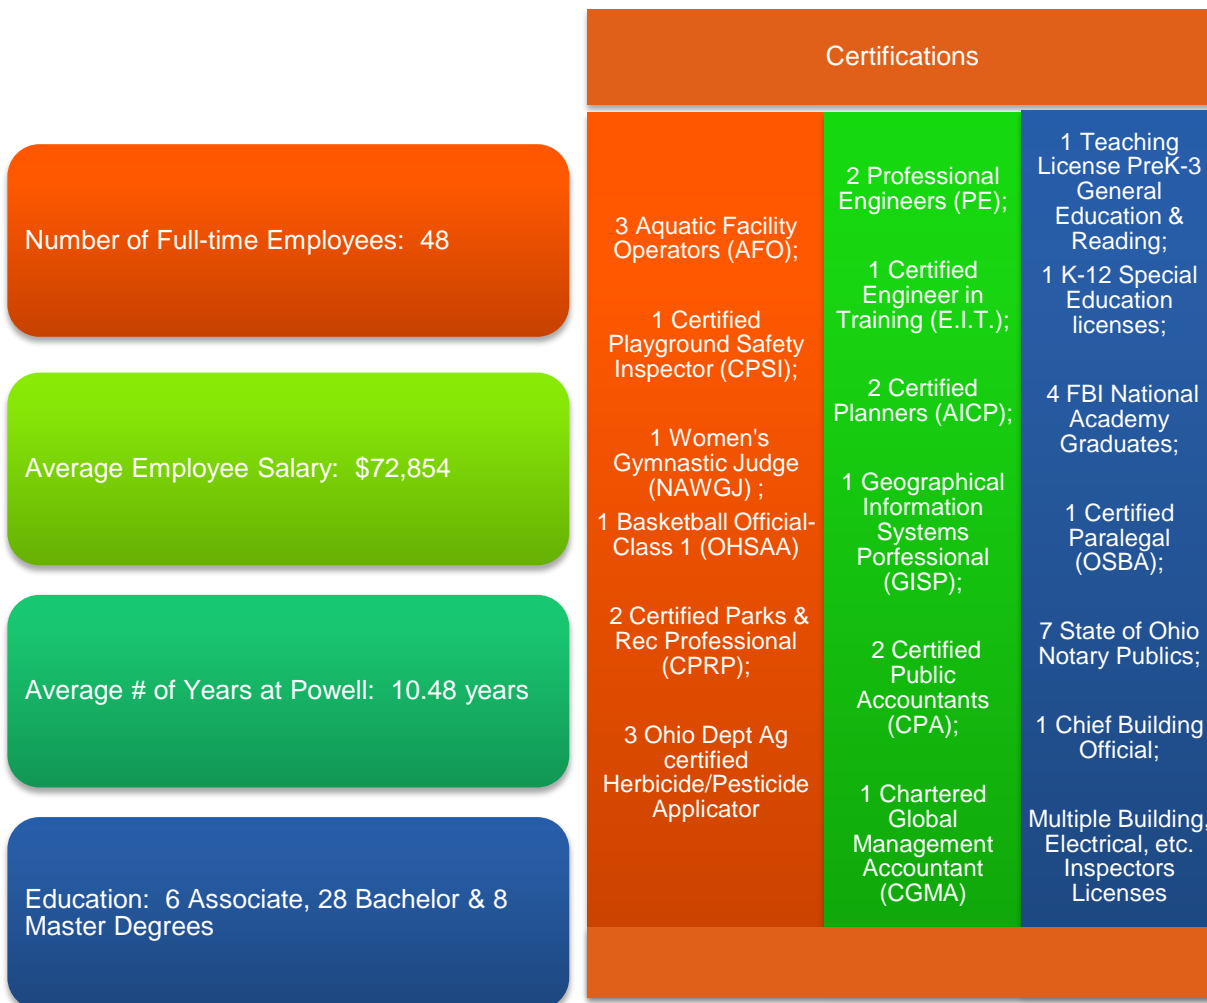 Number of Full-time Employees: 48
Average Employee Salary: $72,854
Average # of Years at Powell: 10.48 years
Education: 6 Associate, 28 Bachelor & 8
Master Degrees
Certifications
3 Aquatic Facility
Operators (AFO);
1 Certified
Playground Safety
Inspector (CPSI);
1 Women's
Gymnastic Judge
(NAWGJ) ;
1 Basketball Official-
Class 1 (OHSAA)
2 Certified Parks &
Rec Professional
(CPRP);
3 Ohio Dept Ag
certified
Herbicide/Pesticide
Applicator
2 Professional
Engineers (PE);
1 Certified
Engineer in
Training (E.I.T.);
2 Certified
Planners (AICP);
1 Geographical
Information
Systems
Porfessional
(GISP);
2 Certified
Public
Accountants
(CPA);
1 Chartered
Global
Management
Accountant
(CGMA)
1 Teaching
License PreK-3
General
Education &
Reading;
1 K-12 Special
Education
licenses;
4 FBI National
Academy
Graduates;
1 Certified
Paralegal
(OSBA);
7 State of Ohio
Notary Publics;
1 Chief Building
Official;
Multiple Building,
Electrical, etc.
Inspectors
Licenses